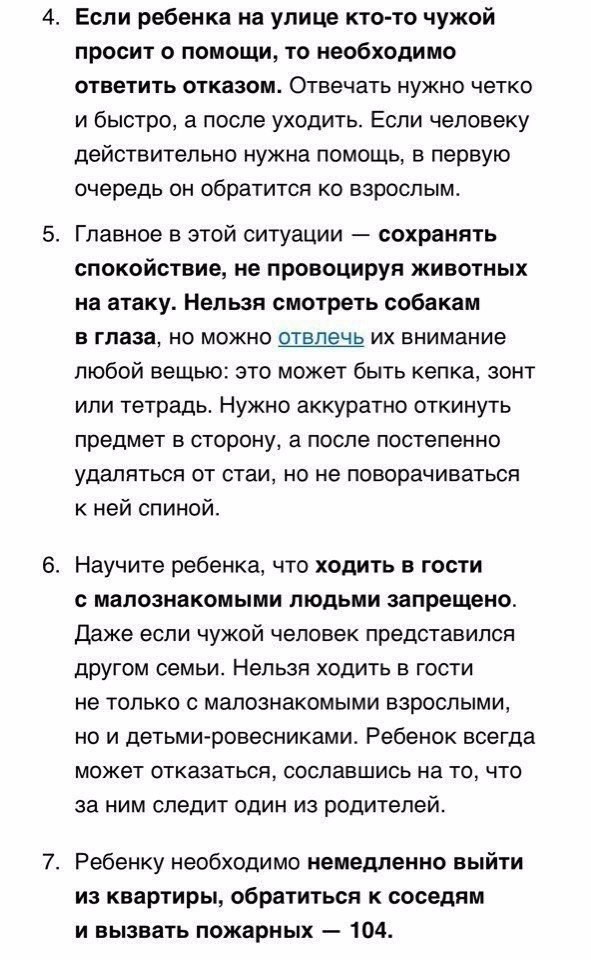 4. Если ребенка на улице кто-то чужой
просит о помощи, то необходимо
ответить отказом. Отвечать нужно четко
и быстро, а после уходить. Если человеку
действительно нужна помощь, в первую
очередь он обратится ко взрослым.
5. Главное в этой ситуации — сохранять
спокойствие, не провоцируя животных
на атаку. Нельзя смотреть собакам
в глаза, но можно отвлечь их внимание
любой вещью: это может быть кепка, зонт
или тетрадь. Нужно аккуратно откинуть
предмет в сторону, а после постепенно
удаляться от стаи, но не поворачиваться
к ней спиной.
6. Научите ребенка, что ходить в гости
с малознакомыми людьми запрещено.
Даже если чужой человек представился
другом семьи. Нельзя ходить в гости
не только с малознакомыми взрослыми,
но и детьми-ровесниками. Ребенок всегда
может отказаться, сославшись на то, что
за ним следит один из родителей.
7. Ребенку необходимо немедленно выйти
из квартиры, обратиться к соседям
и вызвать пожарных — 104.